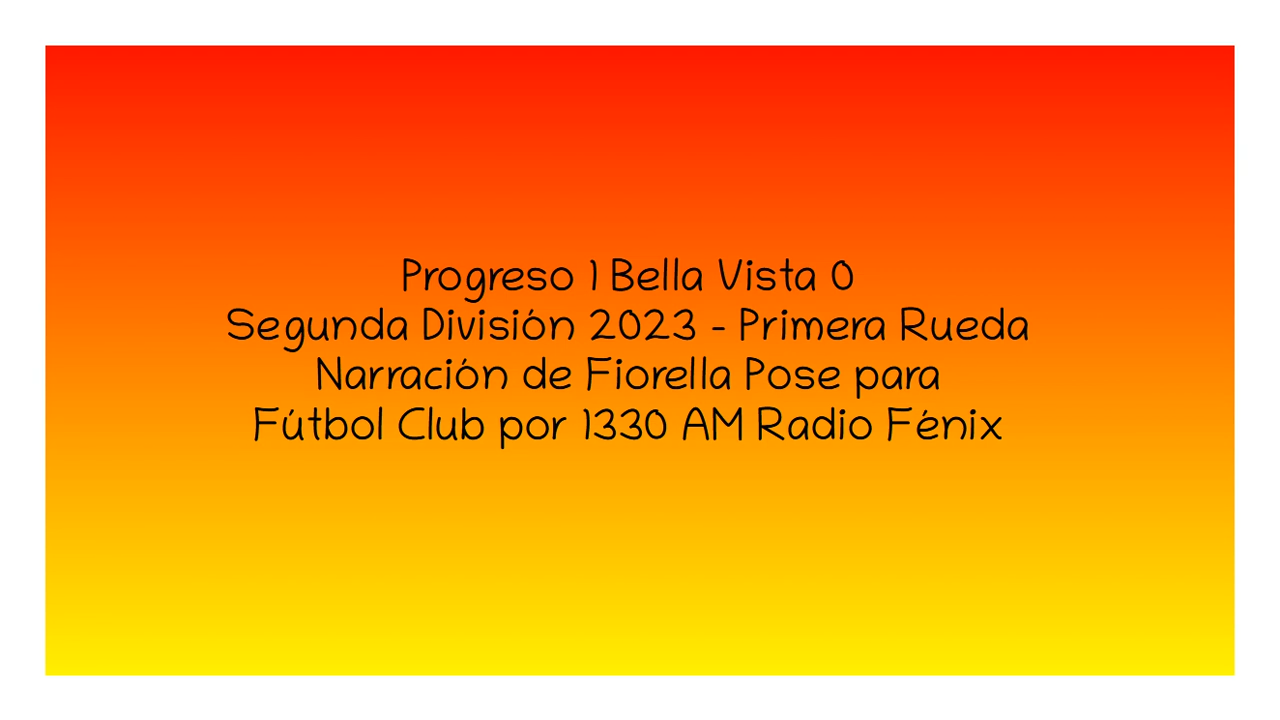 Progreso 1 Bella Vista 0
Segunda División 2023 - Primera Rueda
Narración de Fiorella Pose para
Fútbol Club por 1330 AM Radio Fénix